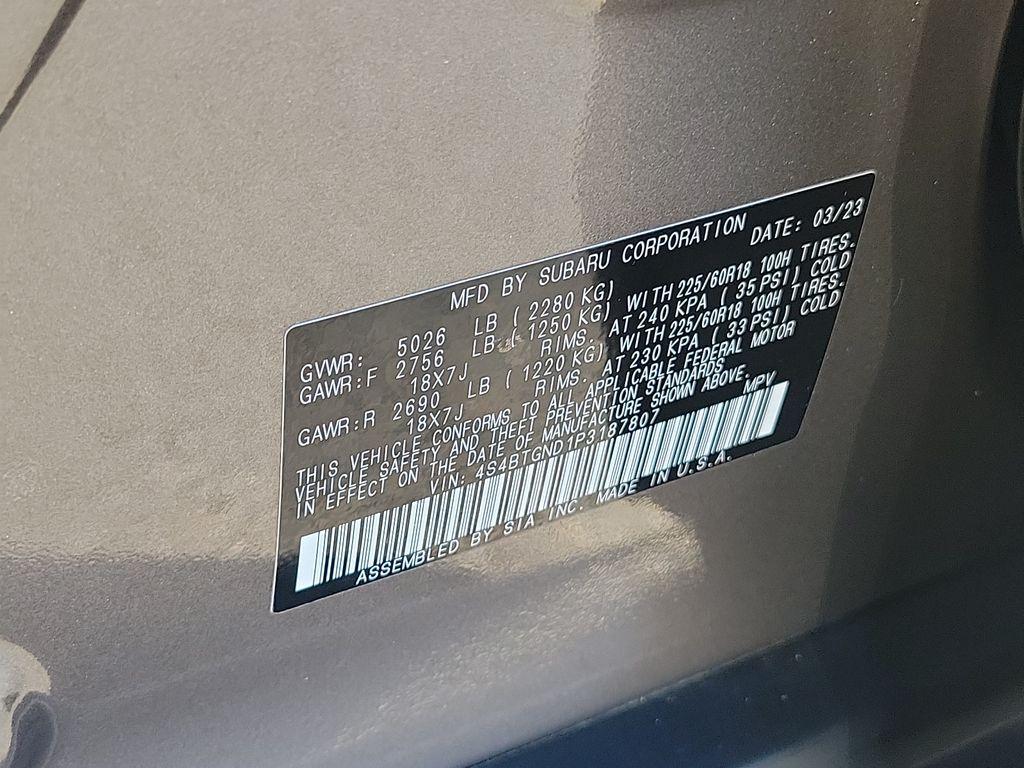 MFD BY SUBARU CORPORATION DATE: 03/23
GVWR: 5026 LB ( 2280 KG)
GAWR:F 2756 LB ( 1250 KG) WITH 225/60R18 100H TIRES.
18X7J RIMS. AT 240 KPA ( 35 PSI) COLD
GAWR:R 2690 LB ( 1220 KG) WITH 225/60R18 100H TIRES.
18X7J RIMS. AT 230 KPA ( 33 PSI) COLD
THIS VEHICLE CONFORMS TO ALL APPLICABLE FEDERAL MOTOR
VEHICLE SAFETY AND THEFT PREVENTION STANDARDS
IN EFFECT ON THE DATE OF MANUFACTURE SHOWN ABOVE.
VIN: 4S4BTGND1P3187807 MPV
ASSEMBLED BY SIA INC. MADE IN U.S.A.